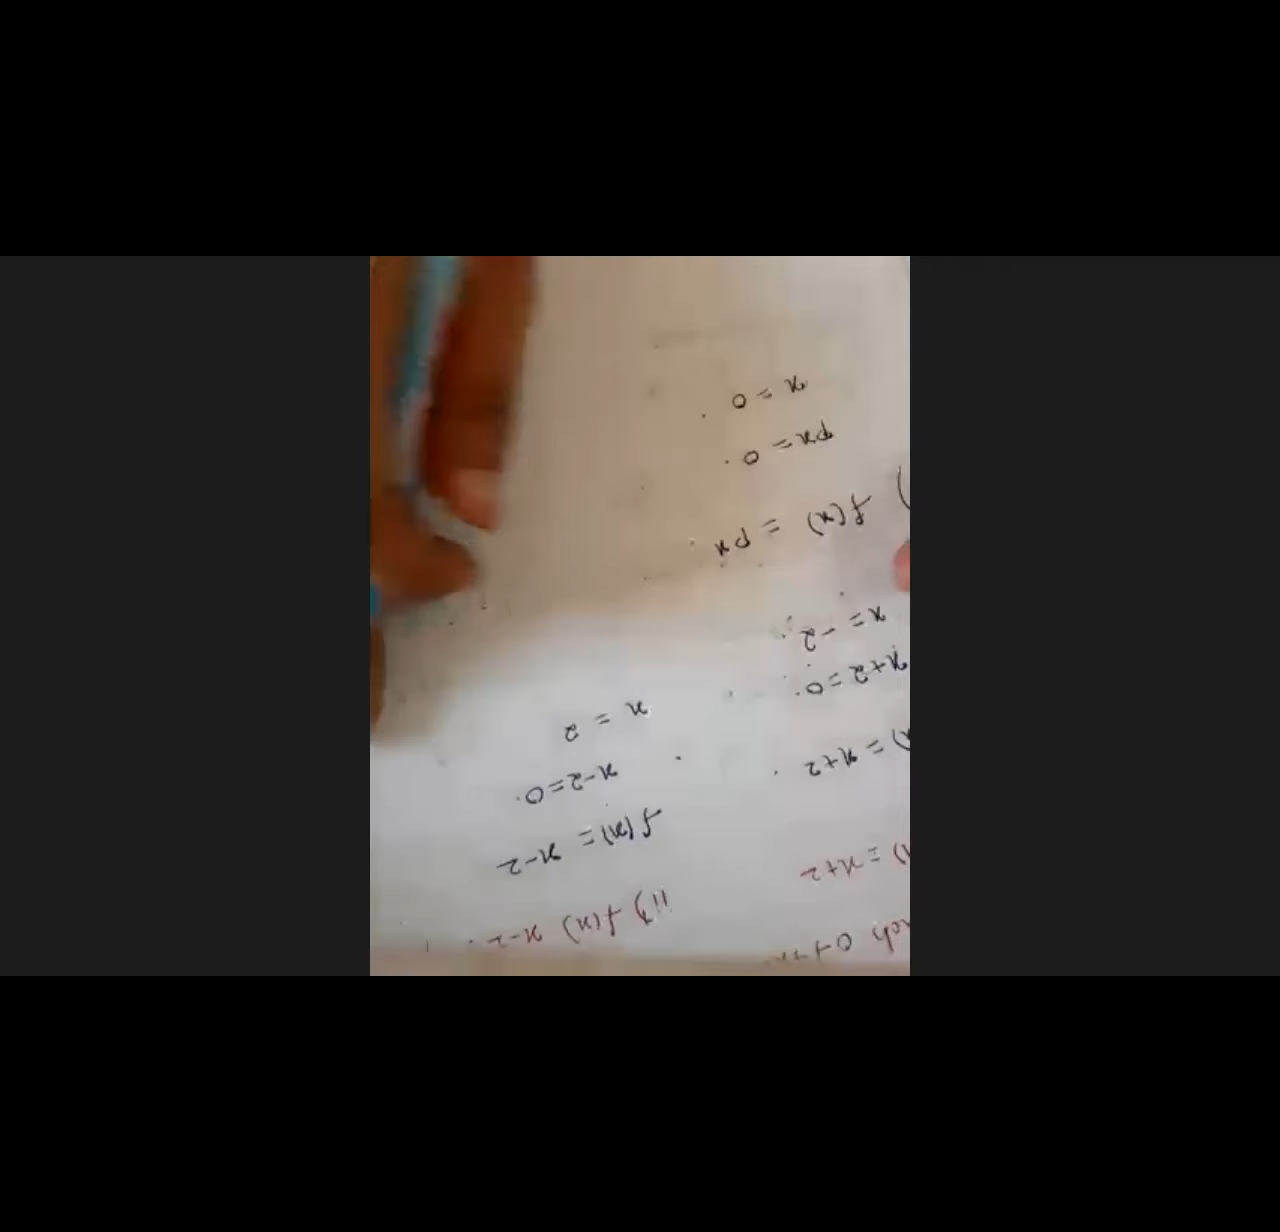 ) = x+2
) = x+2
x+2=0.
x = -2
) f(x) = px
px = 0.
x = 0
ii) f(x) x-2
f(x) = x-2
x-2=0.
x = 2